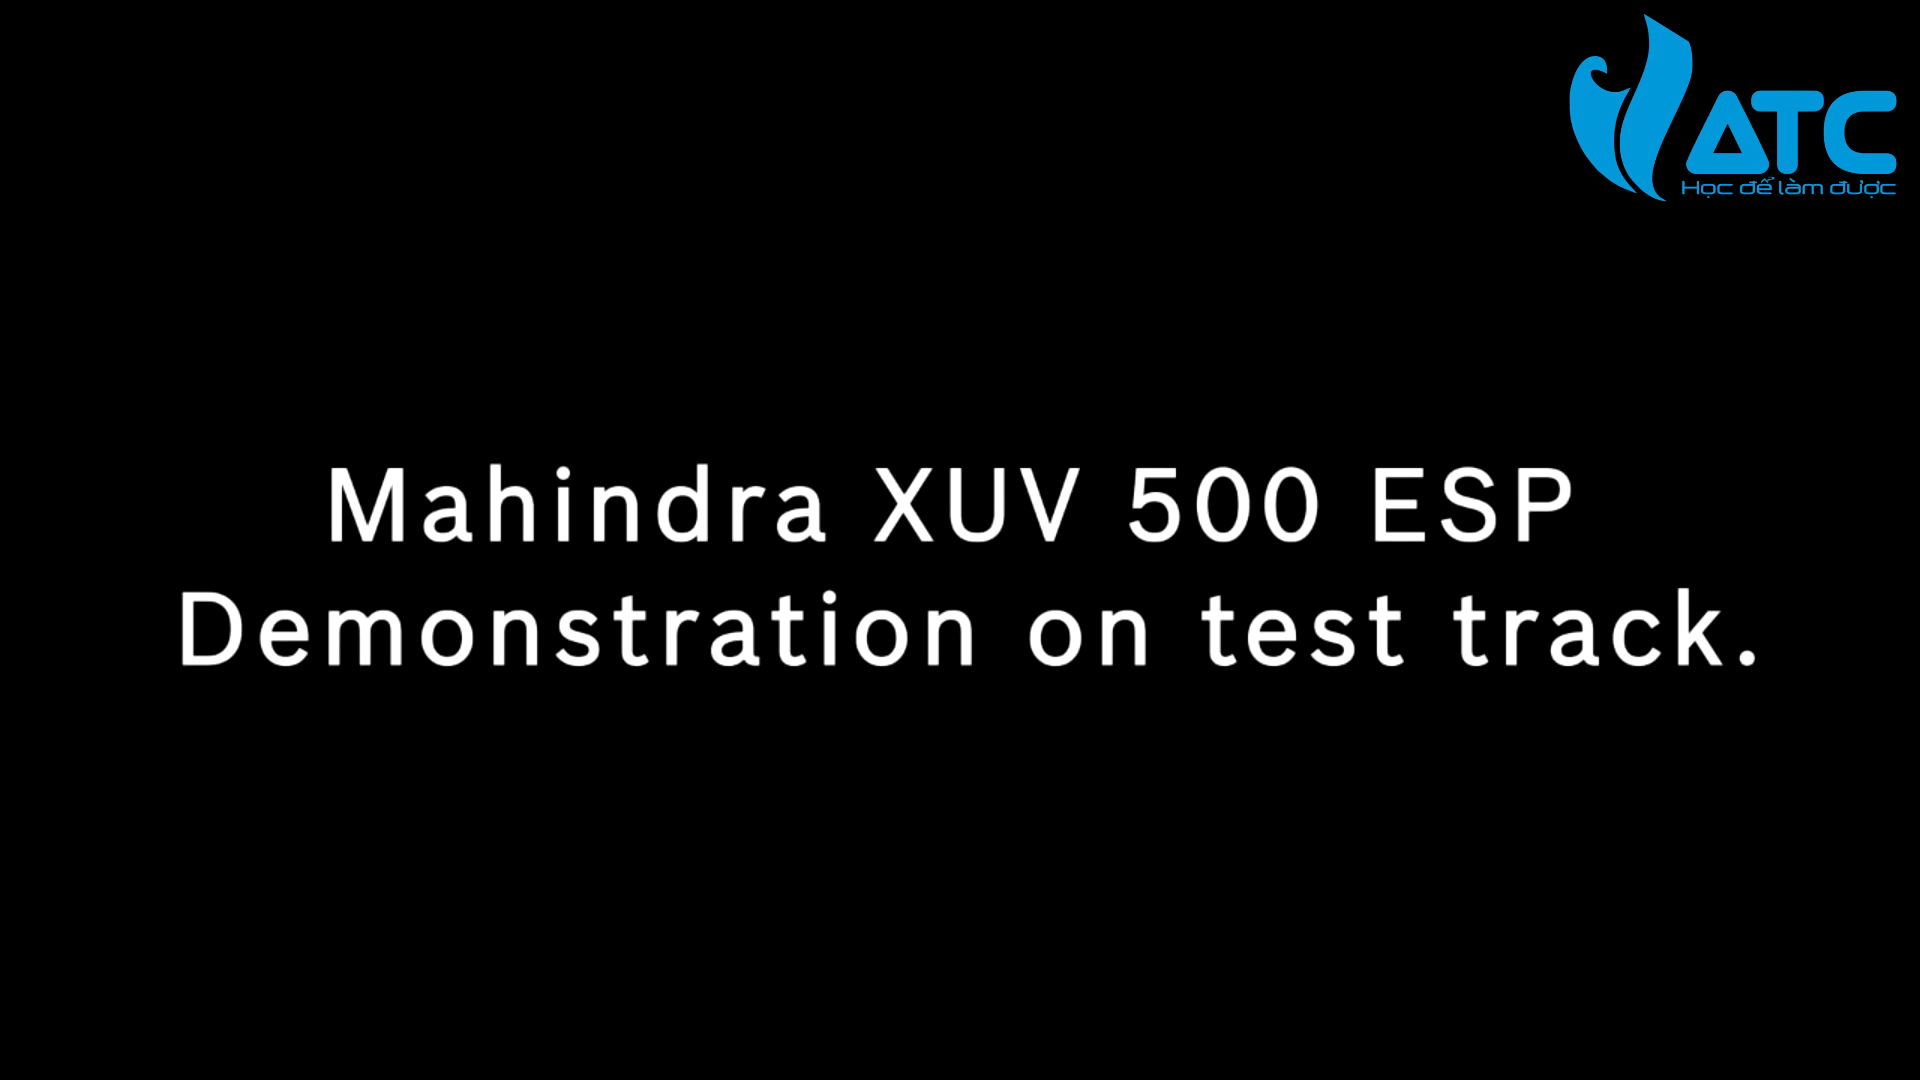 ATC
Học để làm được
Mahindra XUV 500 ESP
Demonstration on test track.